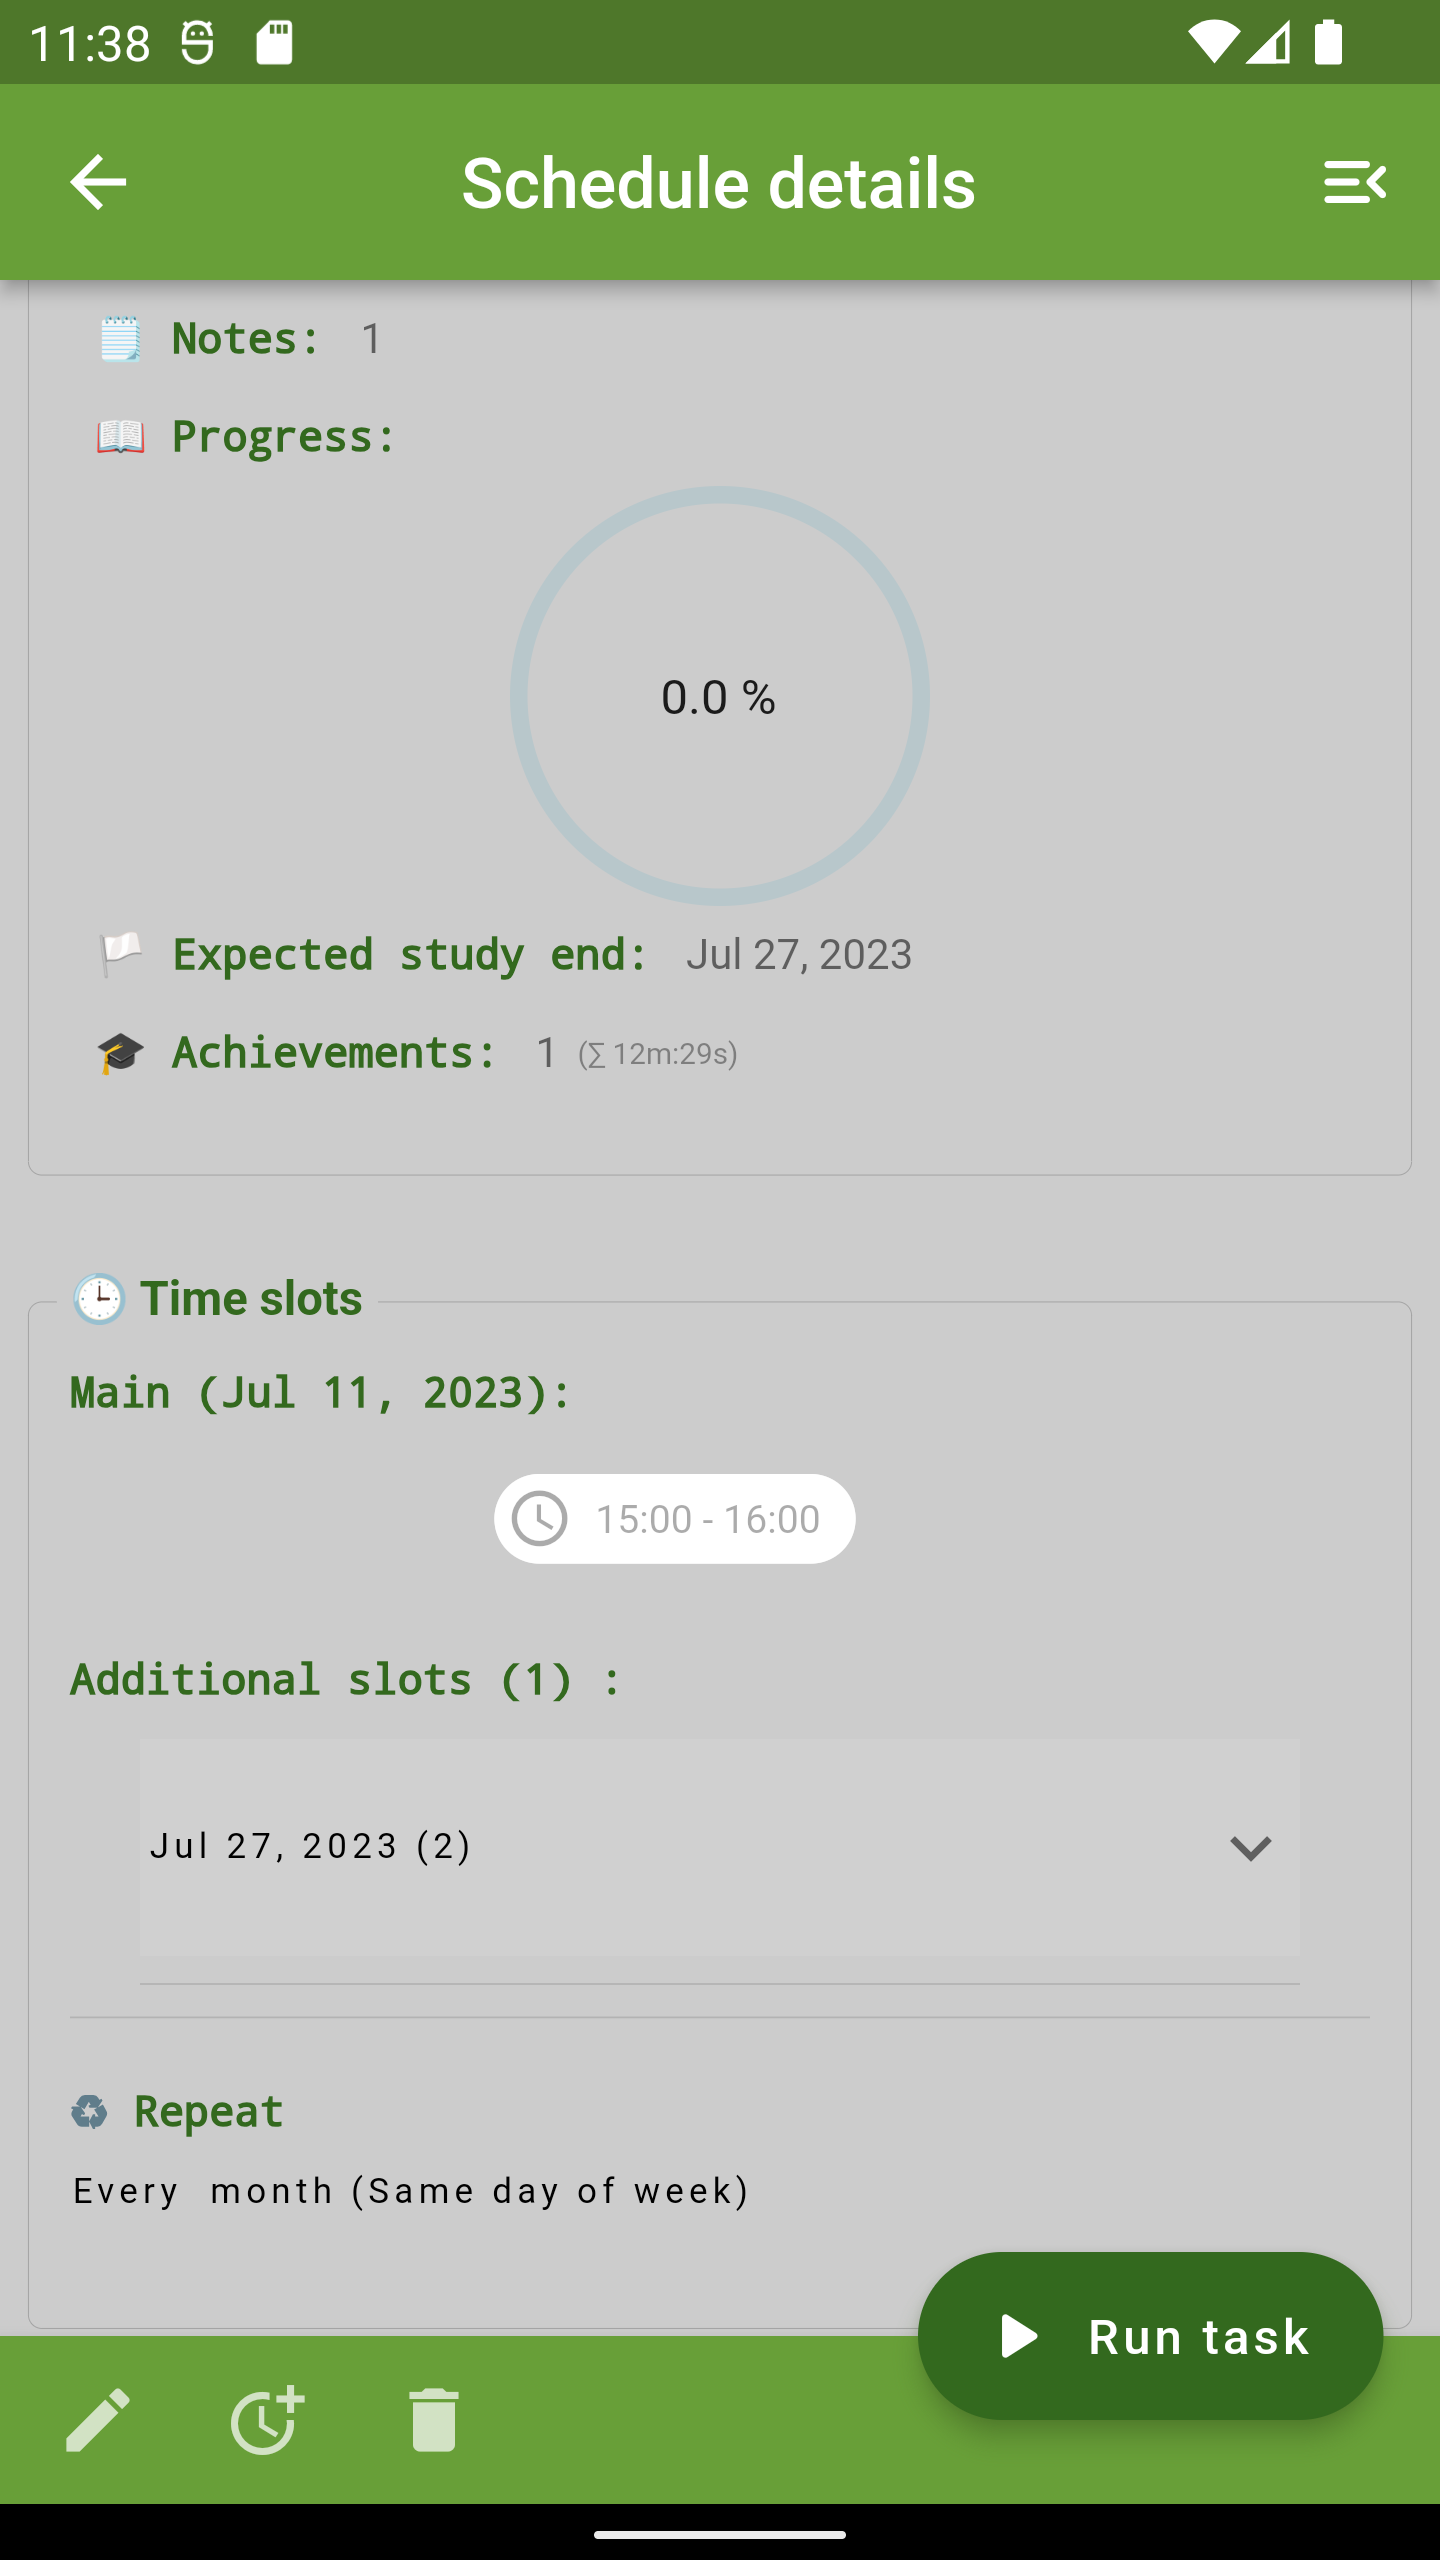 11:38
Schedule details
Notes: 1
Progress:
0.0 %
Expected study end: Jul 27, 2023
Achievements: 1 (∑ 12m:29s)
Time slots
Main (Jul 11, 2023):
15:00 - 16:00
Additional slots (1) :
Jul 27, 2023 (2)
Repeat
Every month (Same day of week)
Run task